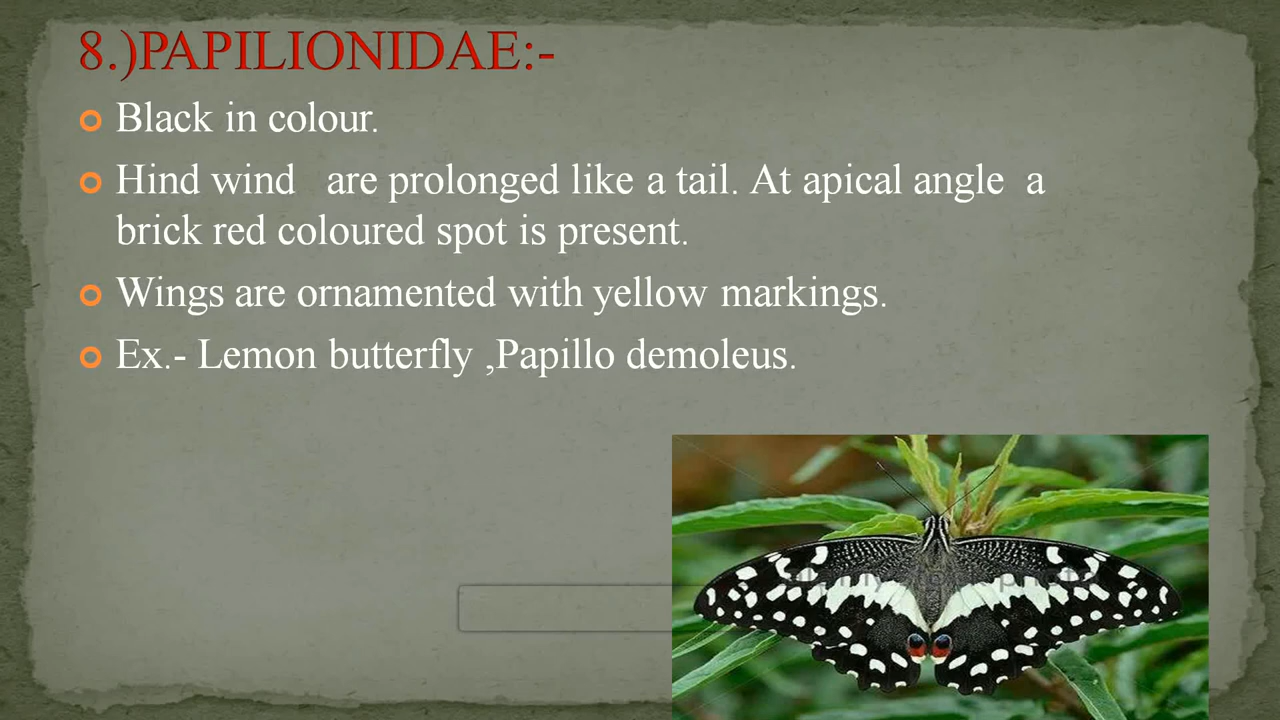 8.)PAPILIONIDAE:-
Black in colour.
Hind wind are prolonged like a tail. At apical angle a
brick red coloured spot is present.
Wings are ornamented with yellow markings.
Ex.- Lemon butterfly ,Papillo demoleus.